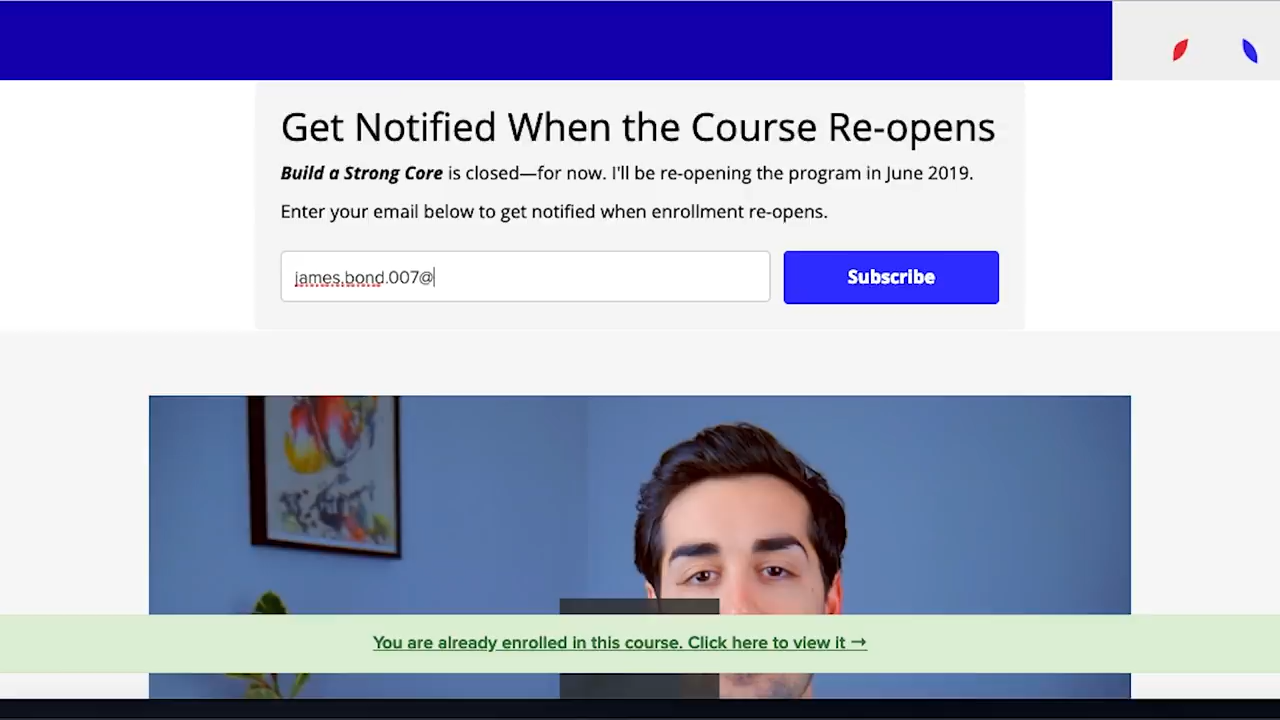 Get Notified When the Course Re-opens
Build a Strong Core is closed—for now. I'll be re-opening the program in June 2019.
Enter your email below to get notified when enrollment re-opens.
james.bond.007@
Subscribe
You are already enrolled in this course. Click here to view it →